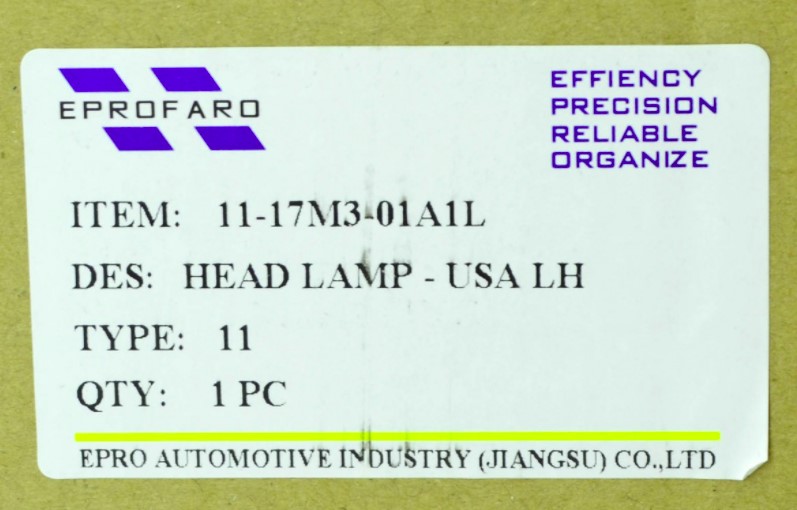 EPROFARO
EFFIENCY
PRECISION
RELIABLE
ORGANIZE
ITEM: 11-17M3-01A1L
DES: HEAD LAMP - USA LH
TYPE: 11
QTY: 1 PC
EPRO AUTOMOTIVE INDUSTRY (JIANGSU) CO.,LTD